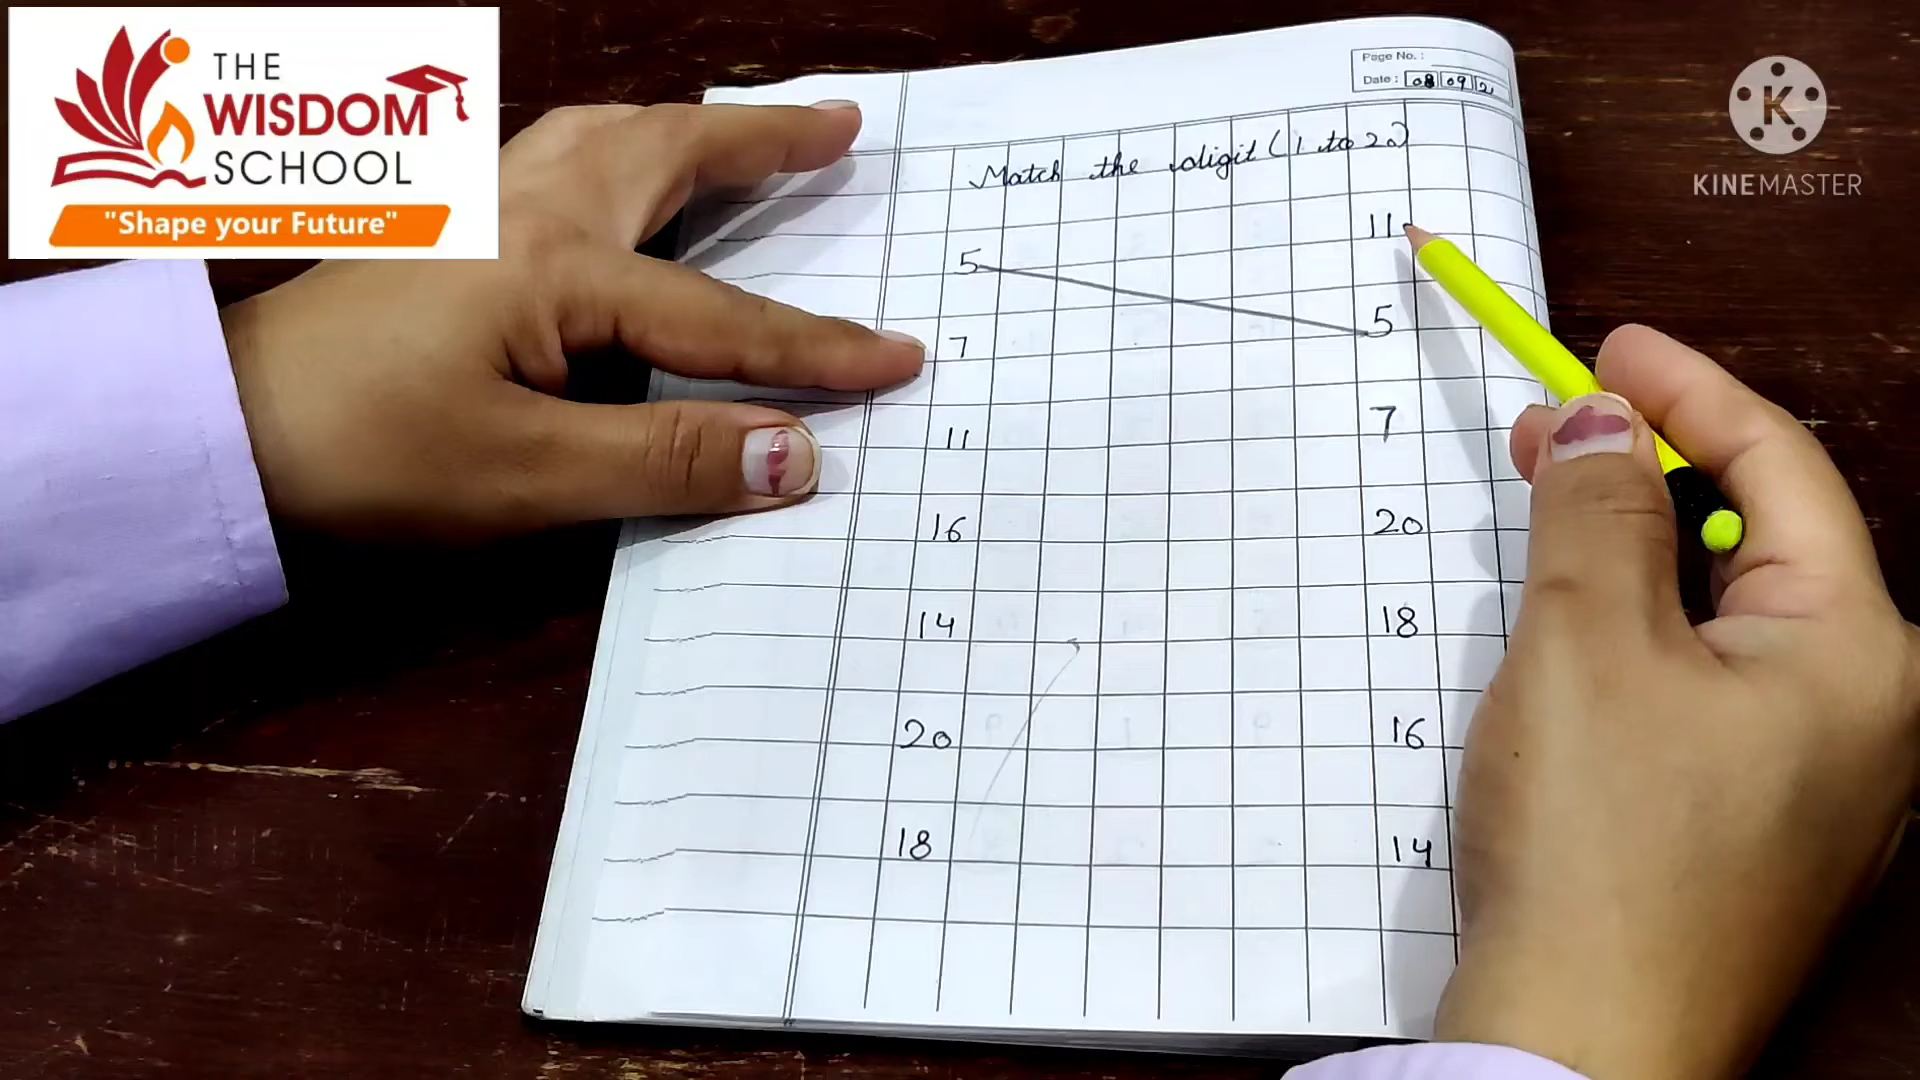 THE
WISDOM
SCHOOL
"Shape your Future"
Page No. :
Date : 08 09 21
KINEMASTER
Match the digit (1 to 20)
5 11
7 5
11 7
16 20
14 18
20 16
18 14